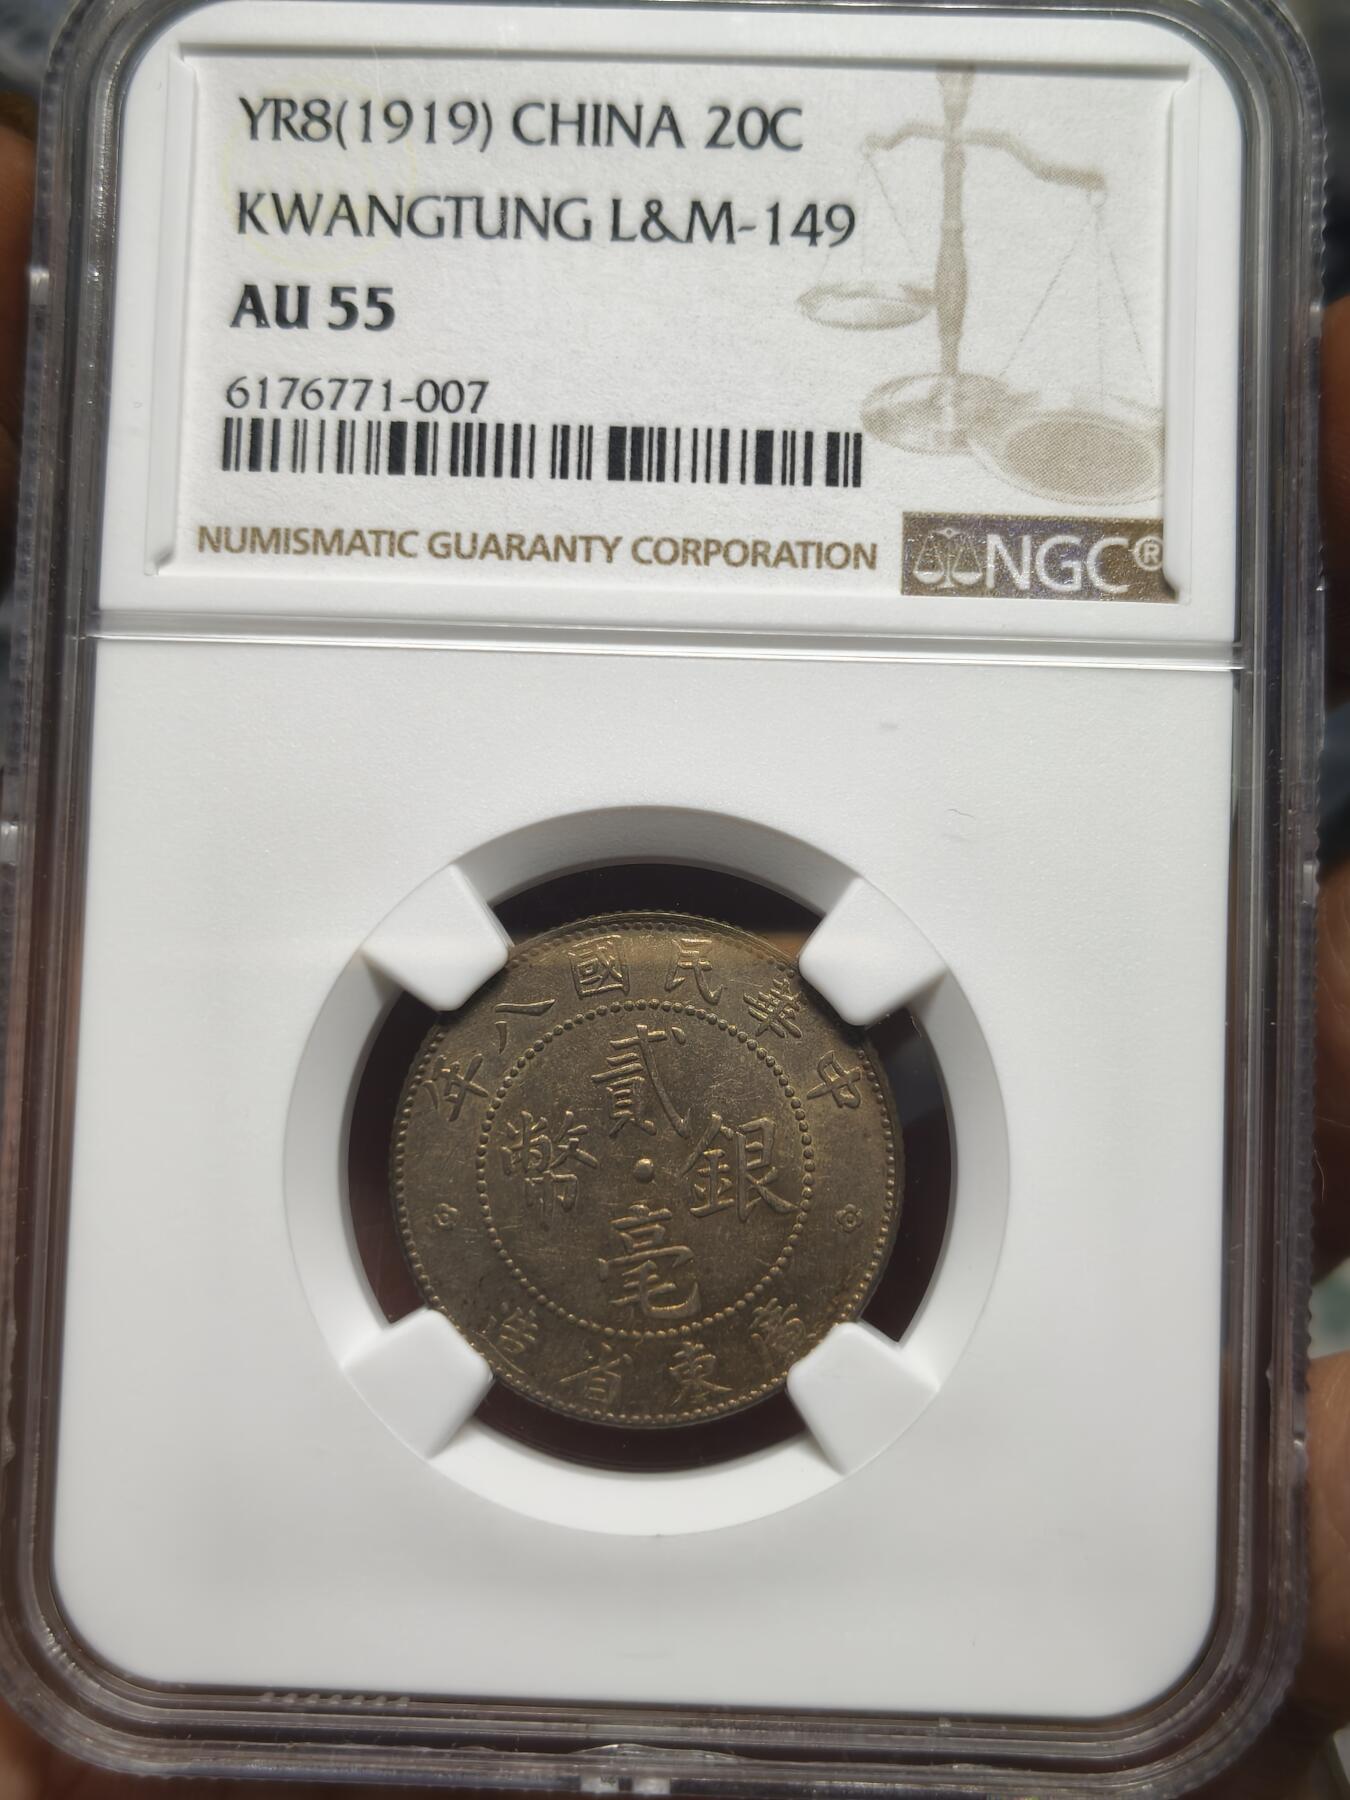 YR8(1919) CHINA 20C
KWANGTUNG L&M-149
AU 55
6176771-007
NUMISMATIC GUARANTY CORPORATION
NGC®
年八國民華中
貳
幣銀
毫
造省東廣